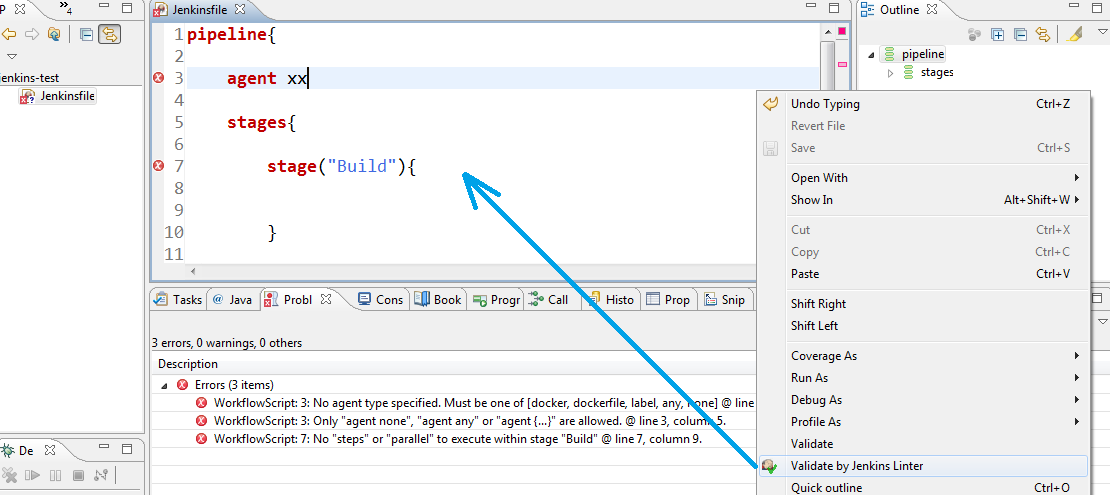 P
4
jenkins-test
Jenkinsfile
De
Jenkinsfile
1 pipeline{
2
3 agent xx
4
5 stages{
6
7 stage("Build"){
8
9
10 }
11
Outline
pipeline
stages
Tasks @ Java Probl Cons Book Progr Call Histo Prop Snip
3 errors, 0 warnings, 0 others
Description
Errors (3 items)
WorkflowScript: 3: No agent type specified. Must be one of [docker, dockerfile, label, any, none] @ line
WorkflowScript: 3: Only "agent none", "agent any" or "agent {...}" are allowed. @ line 3, column 5.
WorkflowScript: 7: No "steps" or "parallel" to execute within stage "Build" @ line 7, column 9.
Undo Typing Ctrl+Z
Revert File
Save Ctrl+S
Open With
Show In Alt+Shift+W
Cut Ctrl+X
Copy Ctrl+C
Paste Ctrl+V
Shift Right
Shift Left
Coverage As
Run As
Debug As
Profile As
Validate
Validate by Jenkins Linter
Quick outline Ctrl+O